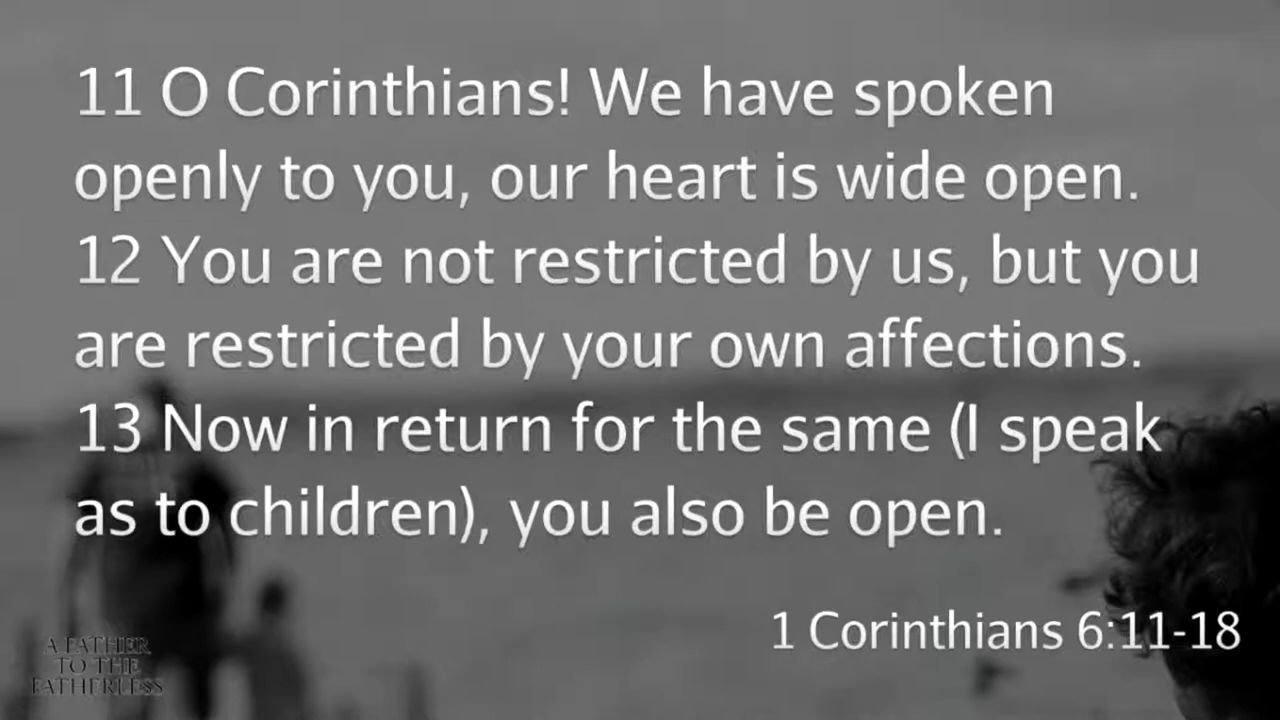 11 O Corinthians! We have spoken
openly to you, our heart is wide open.
12 You are not restricted by us, but you
are restricted by your own affections.
13 Now in return for the same (I speak
as to children), you also be open.
1 Corinthians 6:11-18
A FATHER
TO THE
FATHERLESS